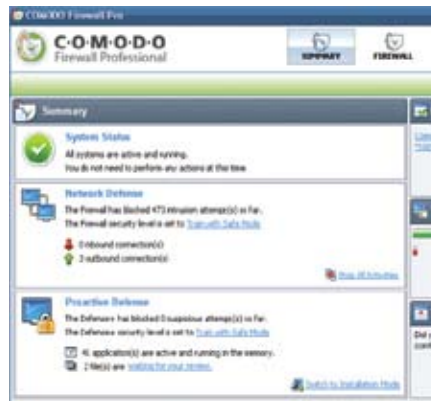 COMODO Firewall Pro
C·O·M·O·D·O
Firewall Professional
SUMMARY
FIREWALL
Summary
System Status
All systems are active and running.
You do not need to perform any actions at this time
Network Defense
The Firewall has blocked 473 intrusion attempt(s) so far.
The Firewall security level is set to Train with Safe Mode
0 inbound connection(s)
3 outbound connection(s)
Stop All Activities
Proactive Defense
The Defense+ has blocked 0 suspicious attempt(s) so far.
The Defense+ security level is set to Train with Safe Mode
41 application(s) are active and running in the memory.
2 file(s) are waiting for your review.
Switch to Installation Mode
Did